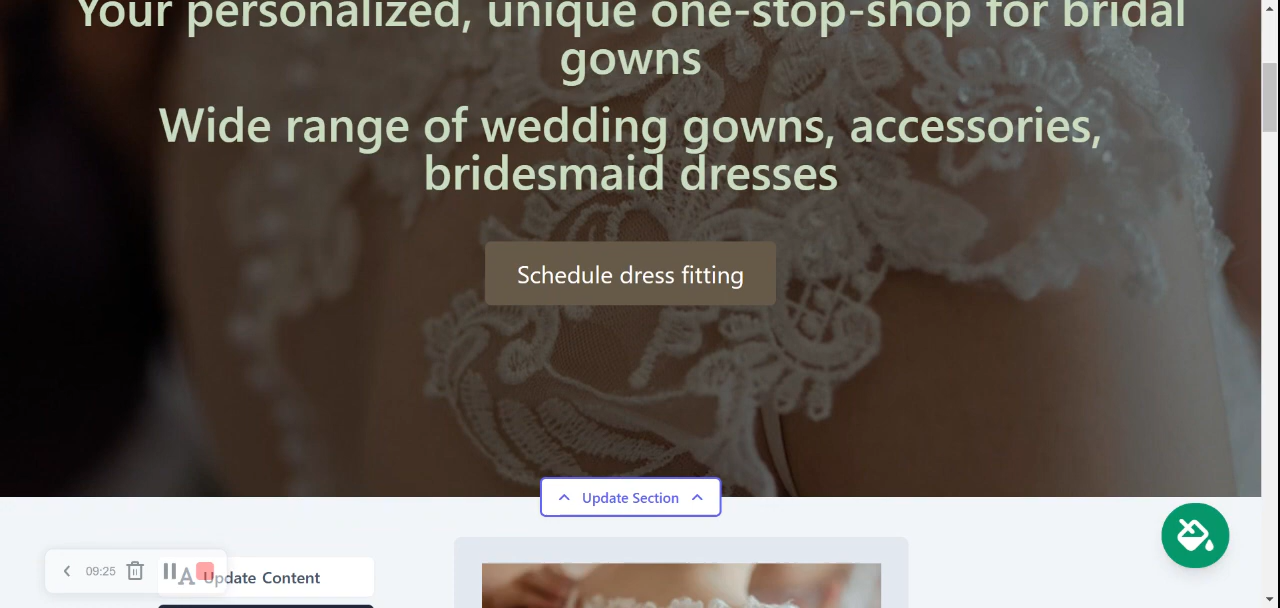 Your personalized, unique one-stop-shop for bridal
gowns
Wide range of wedding gowns, accessories,
bridesmaid dresses
Schedule dress fitting
Update Section
09:25
A
Update Content